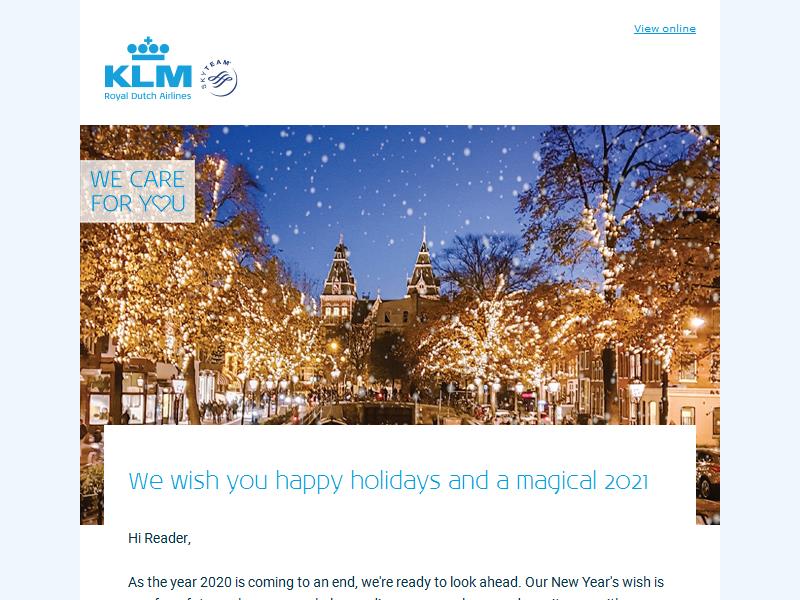 View online
KLM
Royal Dutch Airlines
SKYTEAM
WE CARE
FOR YOU
We wish you happy holidays and a magical 2021
Hi Reader,
As the year 2020 is coming to an end, we're ready to look ahead. Our New Year's wish is